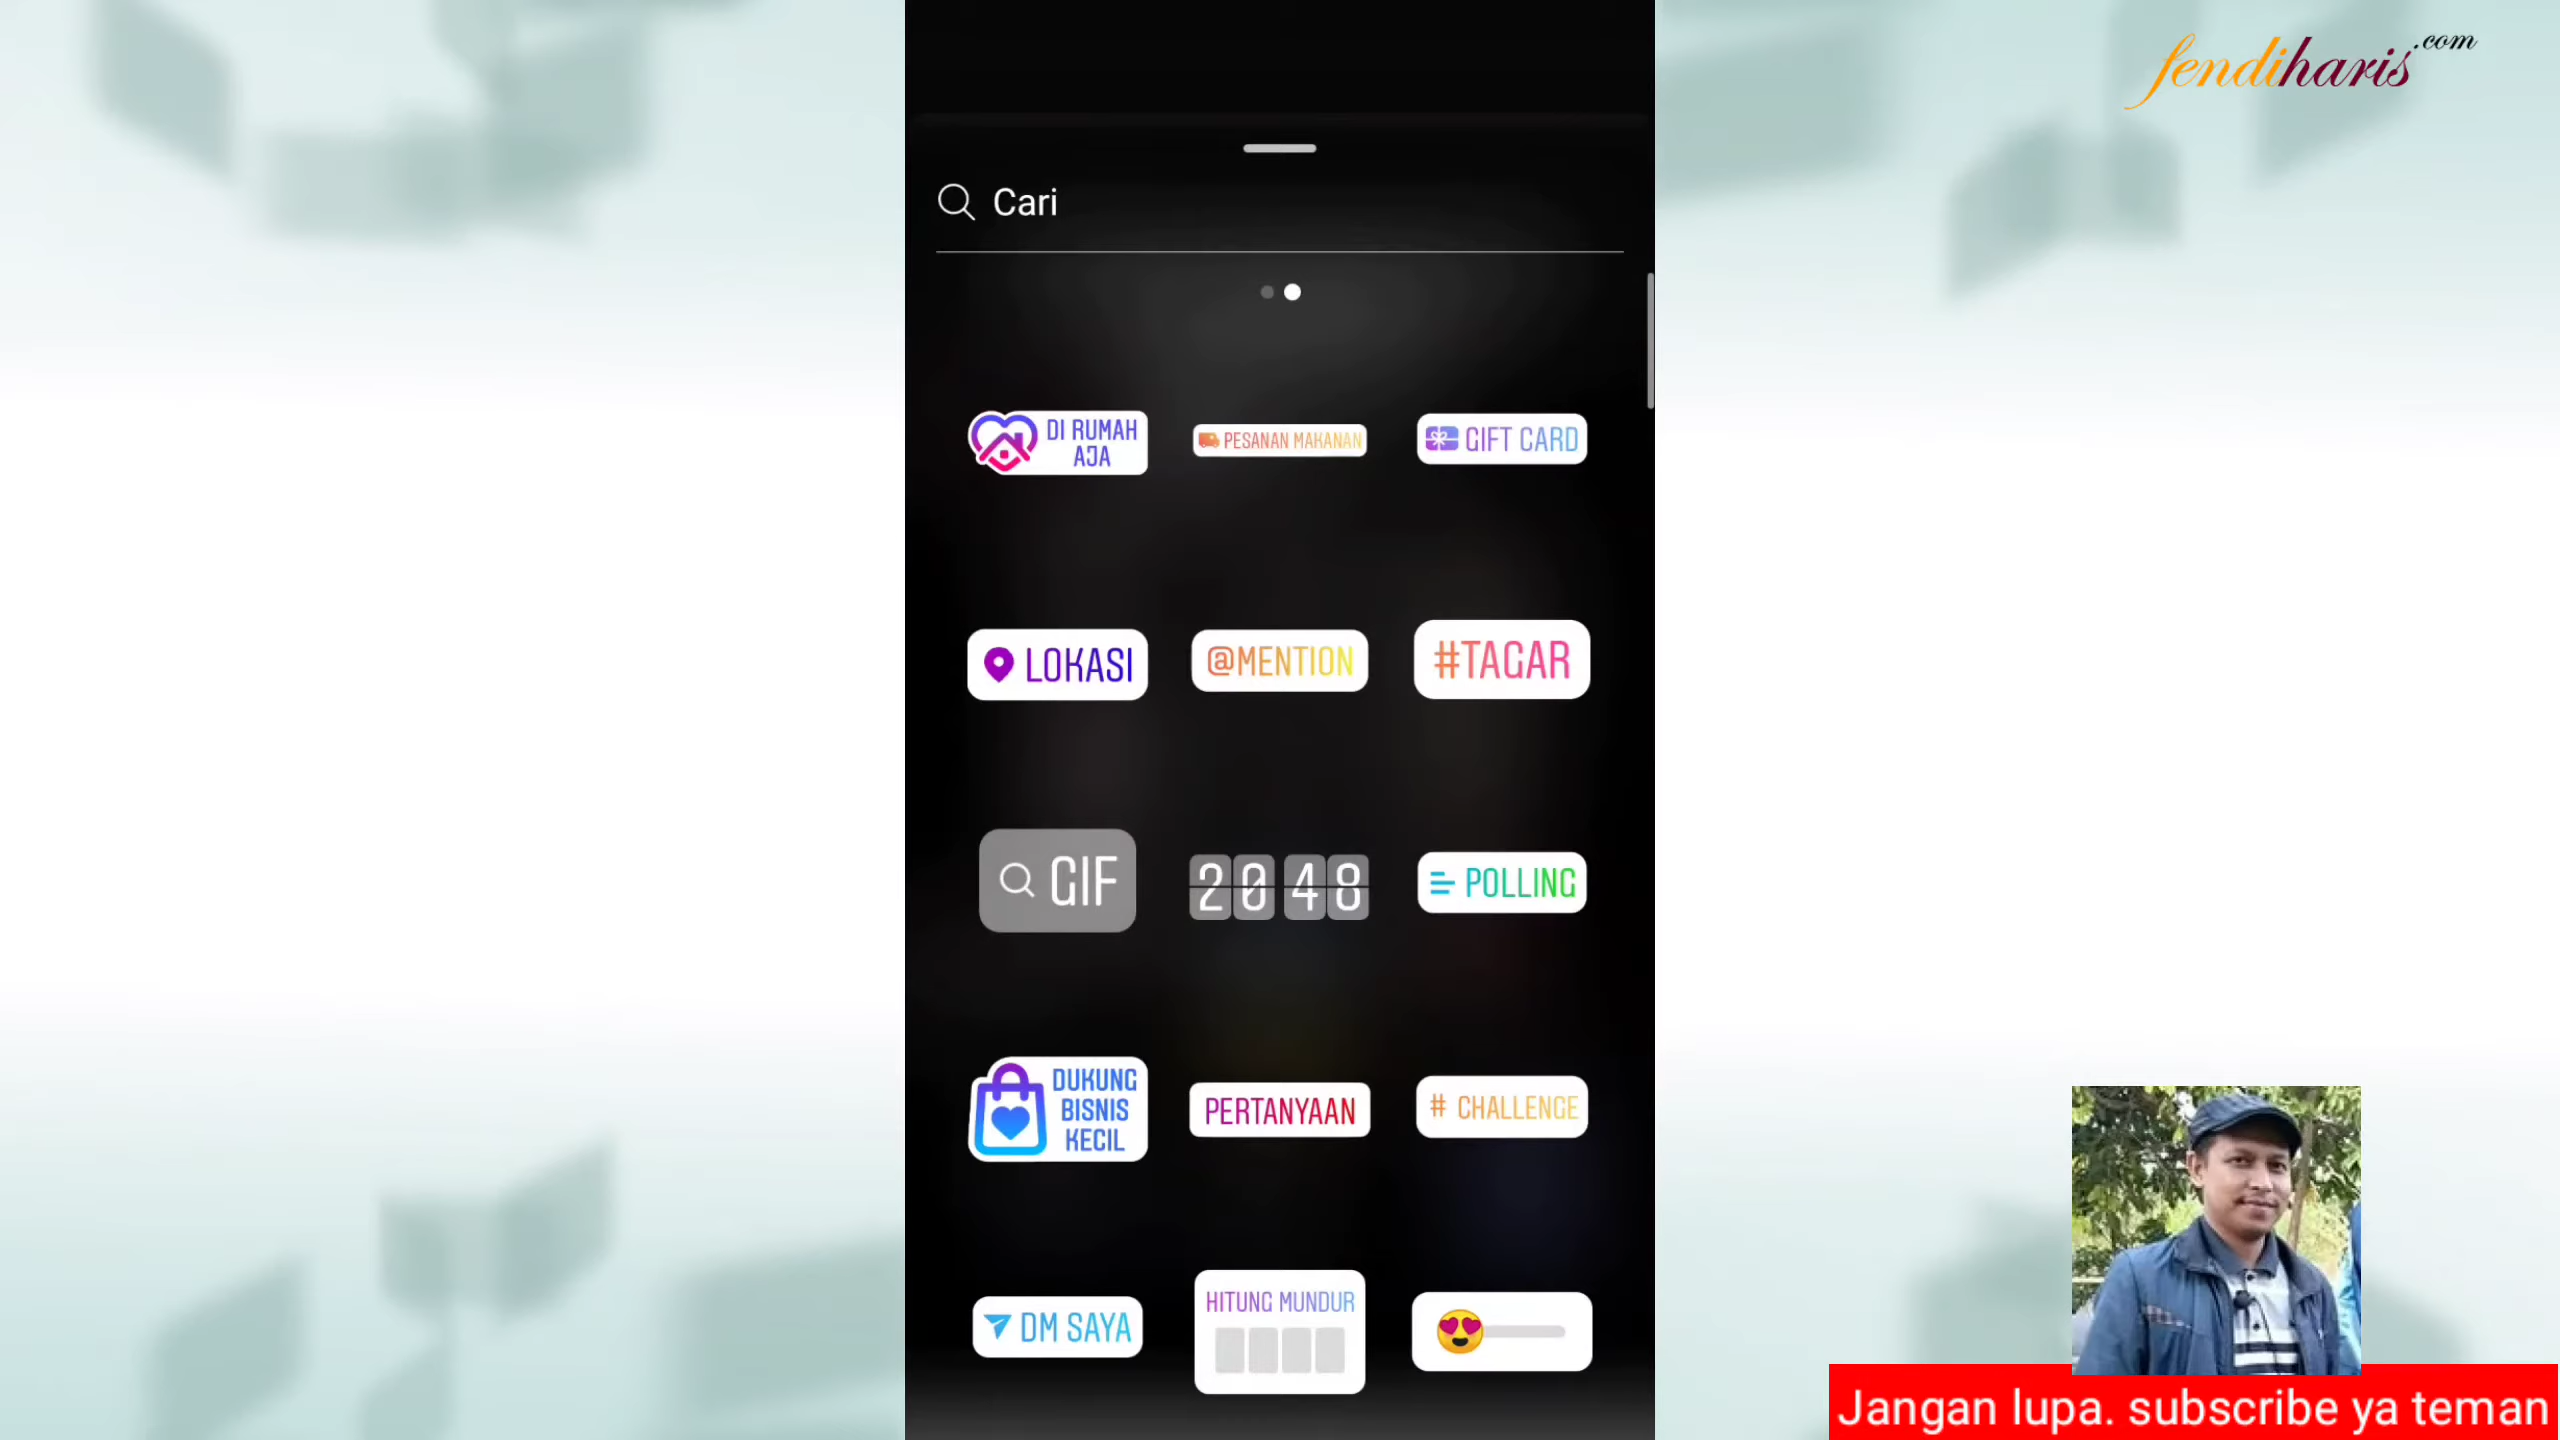 fendiharis.com
Cari
DI RUMAH
AJA
PESANAN MAKANAN
GIFT CARD
LOKASI
@MENTION
#TAGAR
GIF
20 48
POLLING
DUKUNG
BISNIS
KECIL
PERTANYAAN
# CHALLENGE
DM SAYA
HITUNG MUNDUR
Jangan lupa. subscribe ya teman